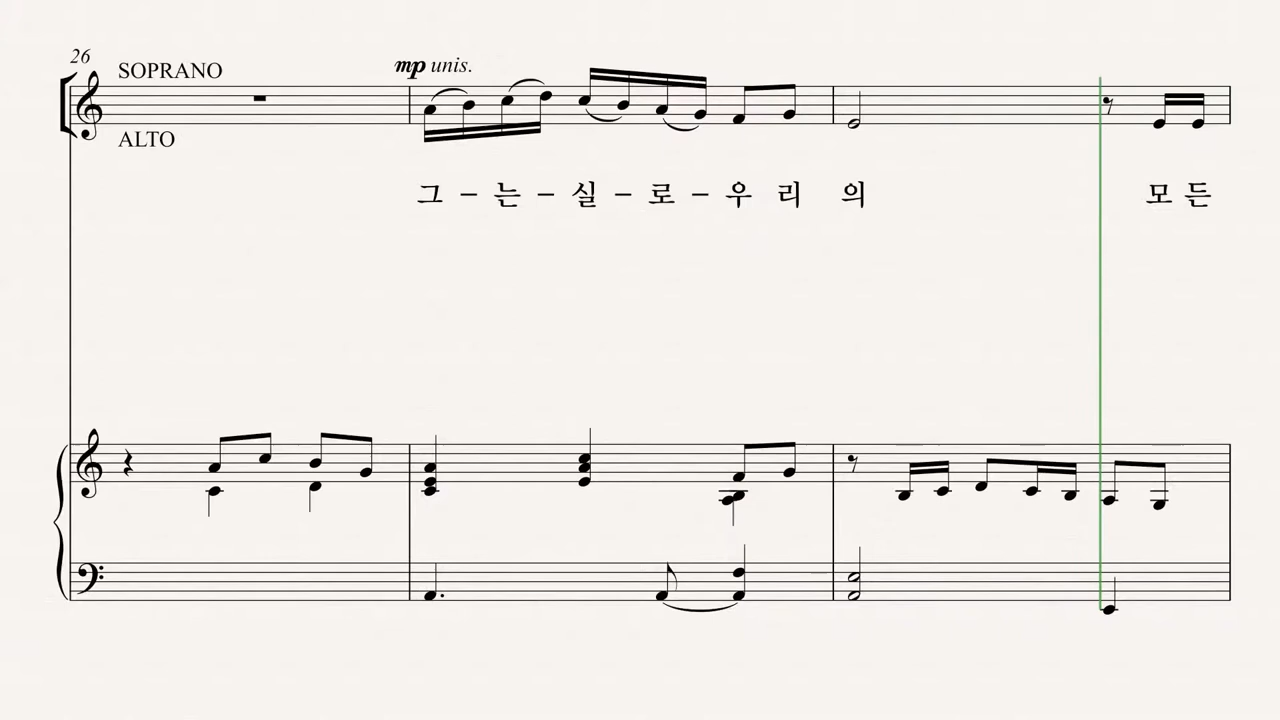 26
SOPRANO
mp unis.
ALTO
그 – 는 – 실 – 로 – 우 리 의 모 든